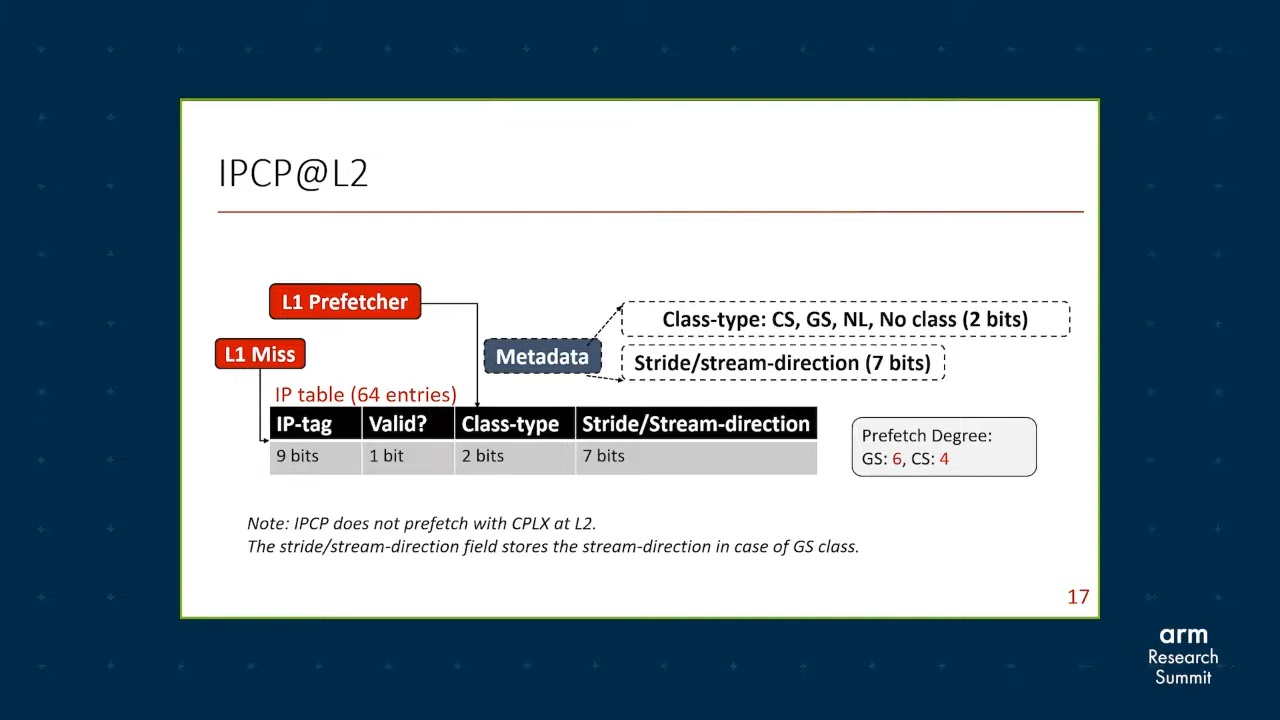 IPCP@L2
L1 Prefetcher
Class-type: CS, GS, NL, No class (2 bits)
L1 Miss
Metadata
Stride/stream-direction (7 bits)
IP table (64 entries)
IP-tag Valid? Class-type Stride/Stream-direction
9 bits 1 bit 2 bits 7 bits
Prefetch Degree:
GS: 6, CS: 4
Note: IPCP does not prefetch with CPLX at L2.
The stride/stream-direction field stores the stream-direction in case of GS class.
17
arm
Research
Summit